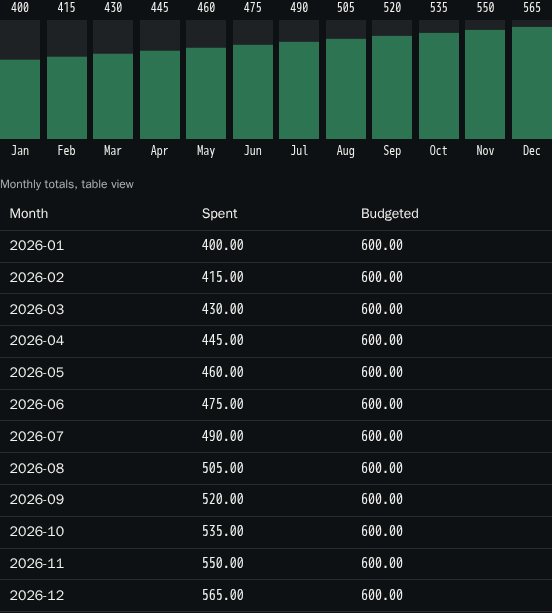 400 415 430 445 460 475 490 505 520 535 550 565
Jan Feb Mar Apr May Jun Jul Aug Sep Oct Nov Dec
Monthly totals, table view
Month Spent Budgeted
2026-01 400.00 600.00
2026-02 415.00 600.00
2026-03 430.00 600.00
2026-04 445.00 600.00
2026-05 460.00 600.00
2026-06 475.00 600.00
2026-07 490.00 600.00
2026-08 505.00 600.00
2026-09 520.00 600.00
2026-10 535.00 600.00
2026-11 550.00 600.00
2026-12 565.00 600.00